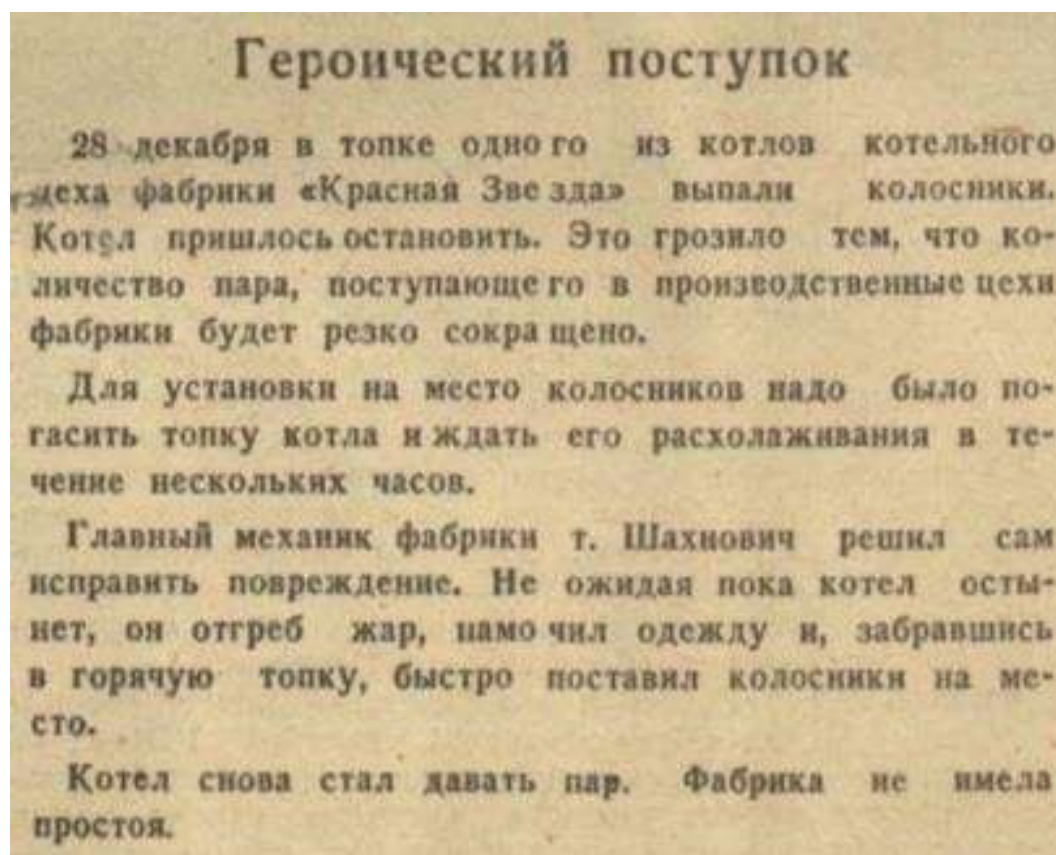 Героический поступок
28 декабря в топке одного из котлов котельного
цеха фабрики «Красная Звезда» выпали колосники.
Котел пришлось остановить. Это грозило тем, что ко-
личество пара, поступающего в производственные цехи
фабрики будет резко сокращено.
Для установки на место колосников надо было по-
гасить топку котла и ждать его расхолаживания в те-
чение нескольких часов.
Главный механик фабрики т. Шахнович решил сам
исправить повреждение. Не ожидая пока котел осты-
нет, он отгреб жар, намочил одежду и, забравшись
в горячую топку, быстро поставил колосники на ме-
сто.
Котел снова стал давать пар. Фабрика не имела
простоя.